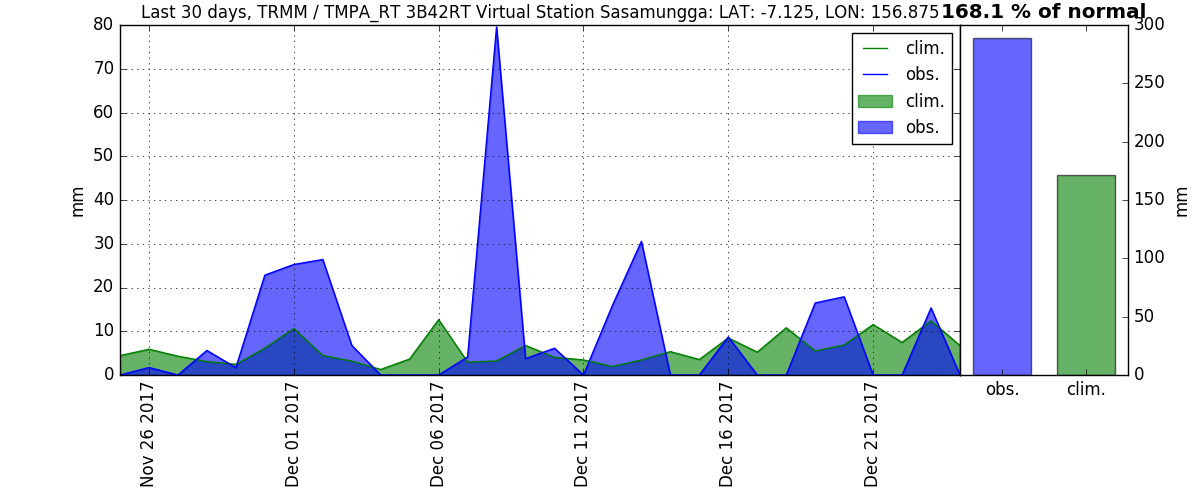 Last 30 days, TRMM / TMPA_RT 3B42RT Virtual Station Sasamungga: LAT: -7.125, LON: 156.875
168.1 % of normal
80
70
60
50
40
30
20
10
0
mm
clim.
obs.
clim.
obs.
300
250
200
150
100
50
0
mm
obs.
clim.
Nov 26 2017
Dec 01 2017
Dec 06 2017
Dec 11 2017
Dec 16 2017
Dec 21 2017